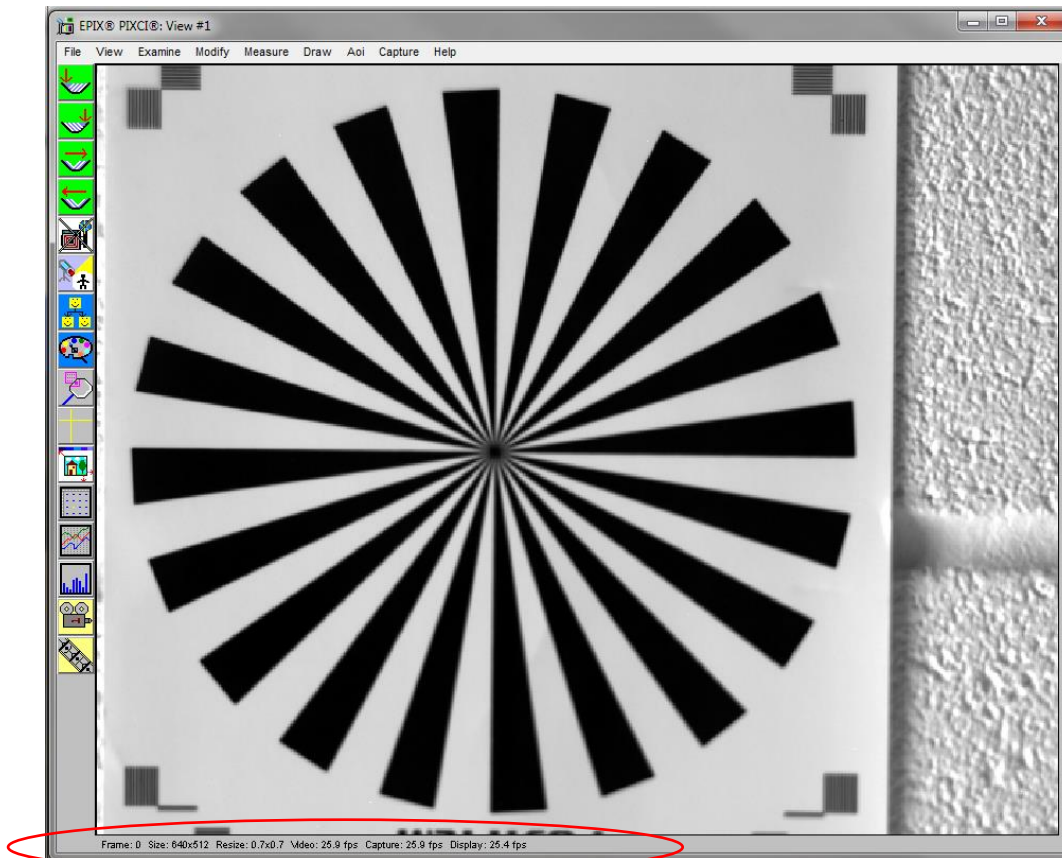 EPIX® PIXCI®: View #1
File View Examine Modify Measure Draw Aoi Capture Help
Frame: 0 Size: 640x512 Resize: 0.7x0.7 Video: 25.9 fps Capture: 25.9 fps Display: 25.4 fps